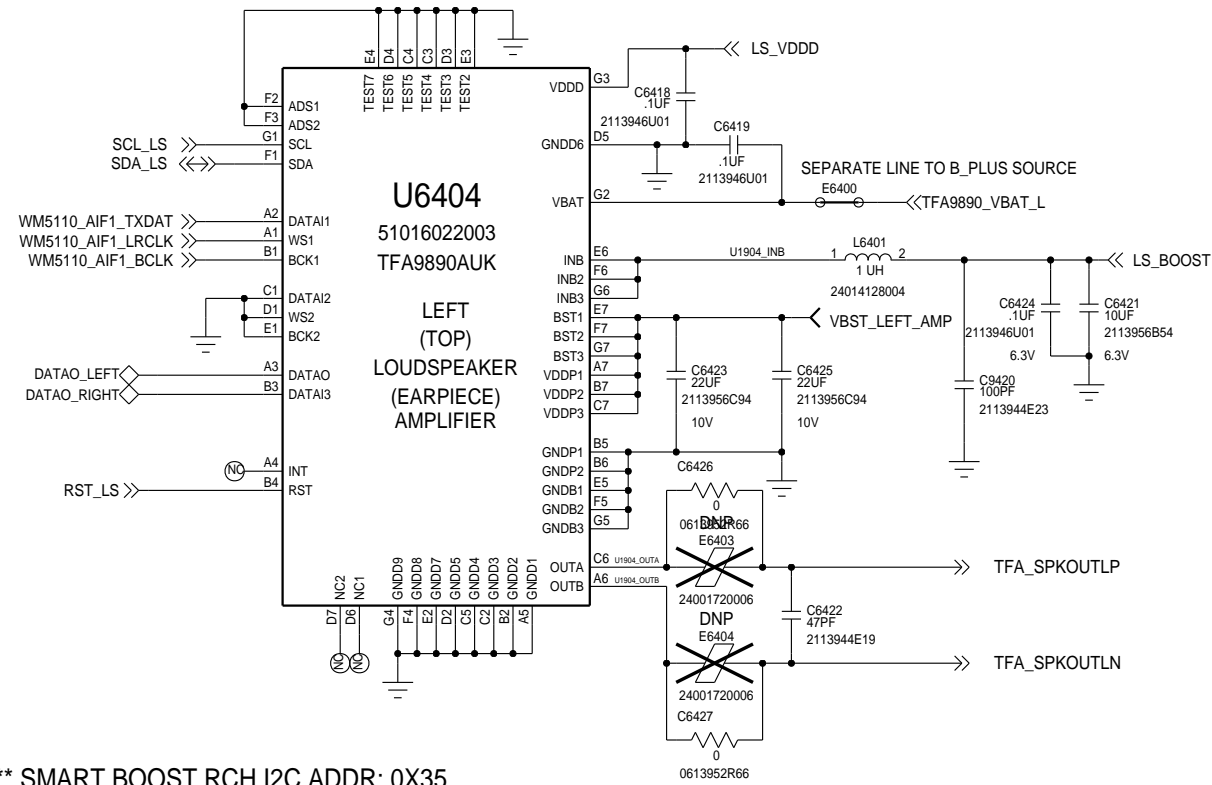 E4 D4 C4 C3 D3 E3
TEST7 TEST6 TEST5 TEST4 TEST3 TEST2
F2 ADS1
F3 ADS2
SCL_LS G1 SCL
SDA_LS F1 SDA
WM5110_AIF1_TXDAT A2 DATAI1
WM5110_AIF1_LRCLK A1 WS1
WM5110_AIF1_BCLK B1 BCK1
C1 DATAI2
D1 WS2
E1 BCK2
DATAO_LEFT A3 DATAO
DATAO_RIGHT B3 DATAI3
NC A4 INT
RST_LS B4 RST
U6404
51016022003
TFA9890AUK
LEFT
(TOP)
LOUDSPEAKER
(EARPIECE)
AMPLIFIER
NC2 NC1 GNDD9 GNDD8 GNDD7 GNDD5 GNDD4 GNDD3 GNDD2 GNDD1
D7 D6 G4 F4 E2 D2 C5 C2 B2 A5
NC NC
VDDD G3
LS_VDDD
C6418
.1UF
2113946U01
GNDD6 D5
C6419
.1UF
2113946U01
SEPARATE LINE TO B_PLUS SOURCE
VBAT G2
E6400
TFA9890_VBAT_L
INB E6 U1904_INB 1 L6401 2 LS_BOOST
INB2 F6
INB3 G6
1 UH
24014128004
BST1 E7
BST2 F7
BST3 G7
VDDP1 A7
VDDP2 B7
VDDP3 C7
VBST_LEFT_AMP
C6423
22UF
2113956C94
10V
C6425
22UF
2113956C94
10V
C6424
.1UF
2113946U01
6.3V
C6421
10UF
2113956B54
6.3V
C9420
100PF
2113944E23
GNDP1 B5
GNDP2 B6
GNDB1 E5
GNDB2 F5
GNDB3 G5
C6426
0
0613952R66
DNP
E6403
OUTA C6 U1904_OUTA
OUTB A6 U1904_OUTB
24001720006
TFA_SPKOUTLP
DNP
E6404
C6422
47PF
2113944E19
24001720006
TFA_SPKOUTLN
C6427
0
0613952R66
** SMART BOOST RCH I2C ADDR: 0X35